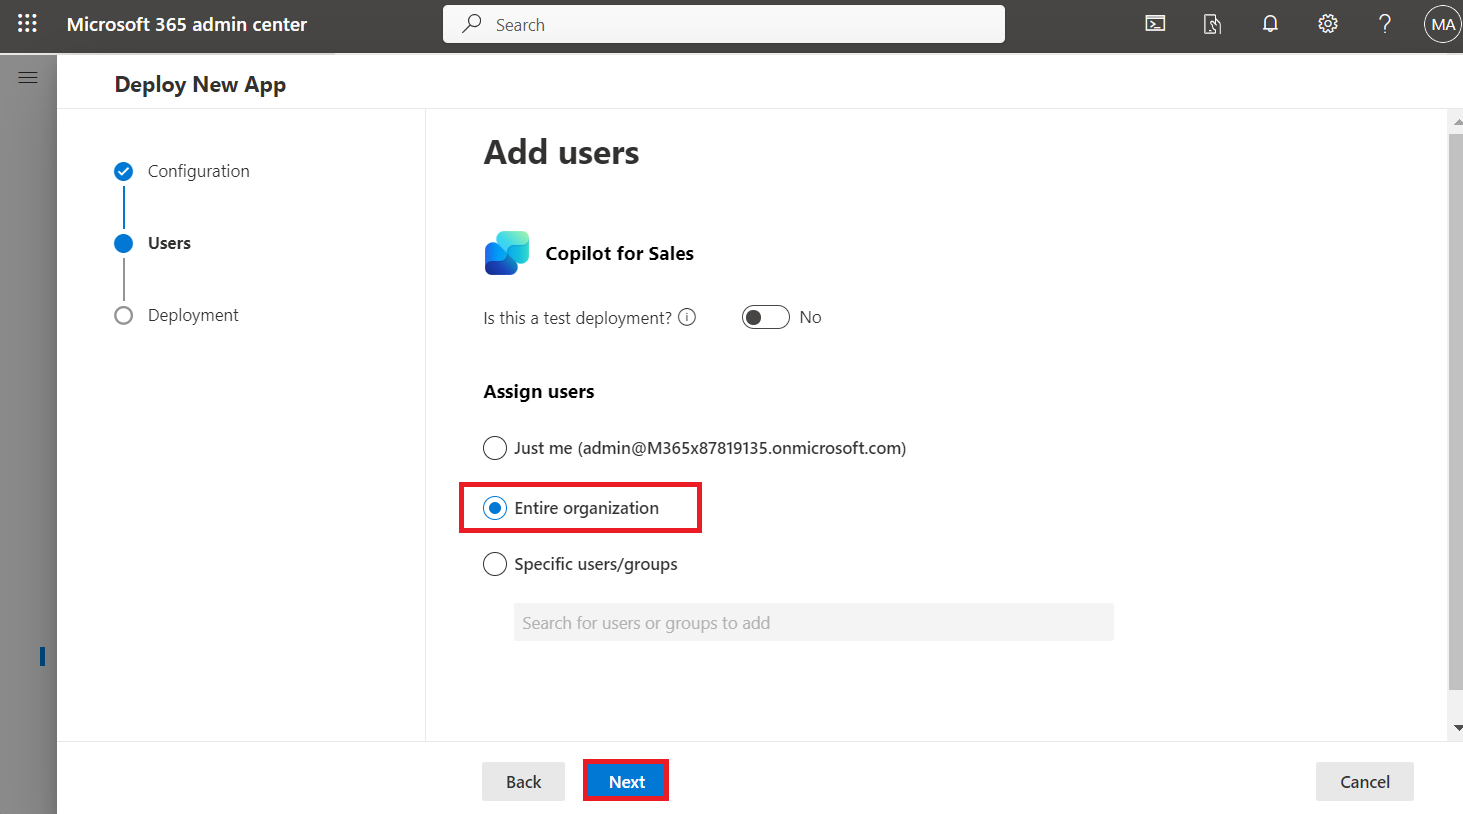 Microsoft 365 admin center
Search
MA
Deploy New App
Configuration
Users
Deployment
Add users
Copilot for Sales
Is this a test deployment?
No
Assign users
Just me (admin@M365x87819135.onmicrosoft.com)
Entire organization
Specific users/groups
Search for users or groups to add
Back
Next
Cancel